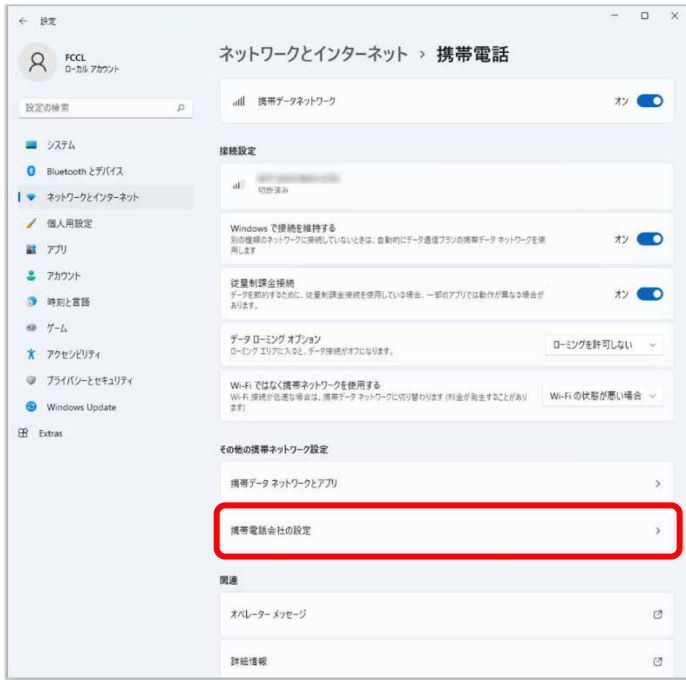 ← 設定
FCCL
ローカル アカウント
設定の検索
システム
Bluetooth とデバイス
ネットワークとインターネット
個人用設定
アプリ
アカウント
時刻と言語
ゲーム
アクセシビリティ
プライバシーとセキュリティ
Windows Update
Extras
ネットワークとインターネット › 携帯電話
携帯データネットワーク
オン
接続設定
切断済み
Windows で接続を維持する
別の種類のネットワークに接続していないときは、自動的にデータ通信プランの携帯データ ネットワークを使
用します
オン
従量制課金接続
データを節約するために、従量制課金接続を使用している場合、一部のアプリでは動作が異なる場合が
あります。
オン
データ ローミング オプション
ローミング エリアに入ると、データ接続がオフになります。
ローミングを許可しない
Wi-Fi ではなく携帯ネットワークを使用する
Wi-Fi 接続が低速な場合は、携帯データ ネットワークに切り替わります (料金が発生することがあり
ます)
Wi-Fi の状態が悪い場合
その他の携帯ネットワーク設定
携帯データ ネットワークとアプリ
携帯電話会社の設定
関連
オペレーター メッセージ
詳細情報